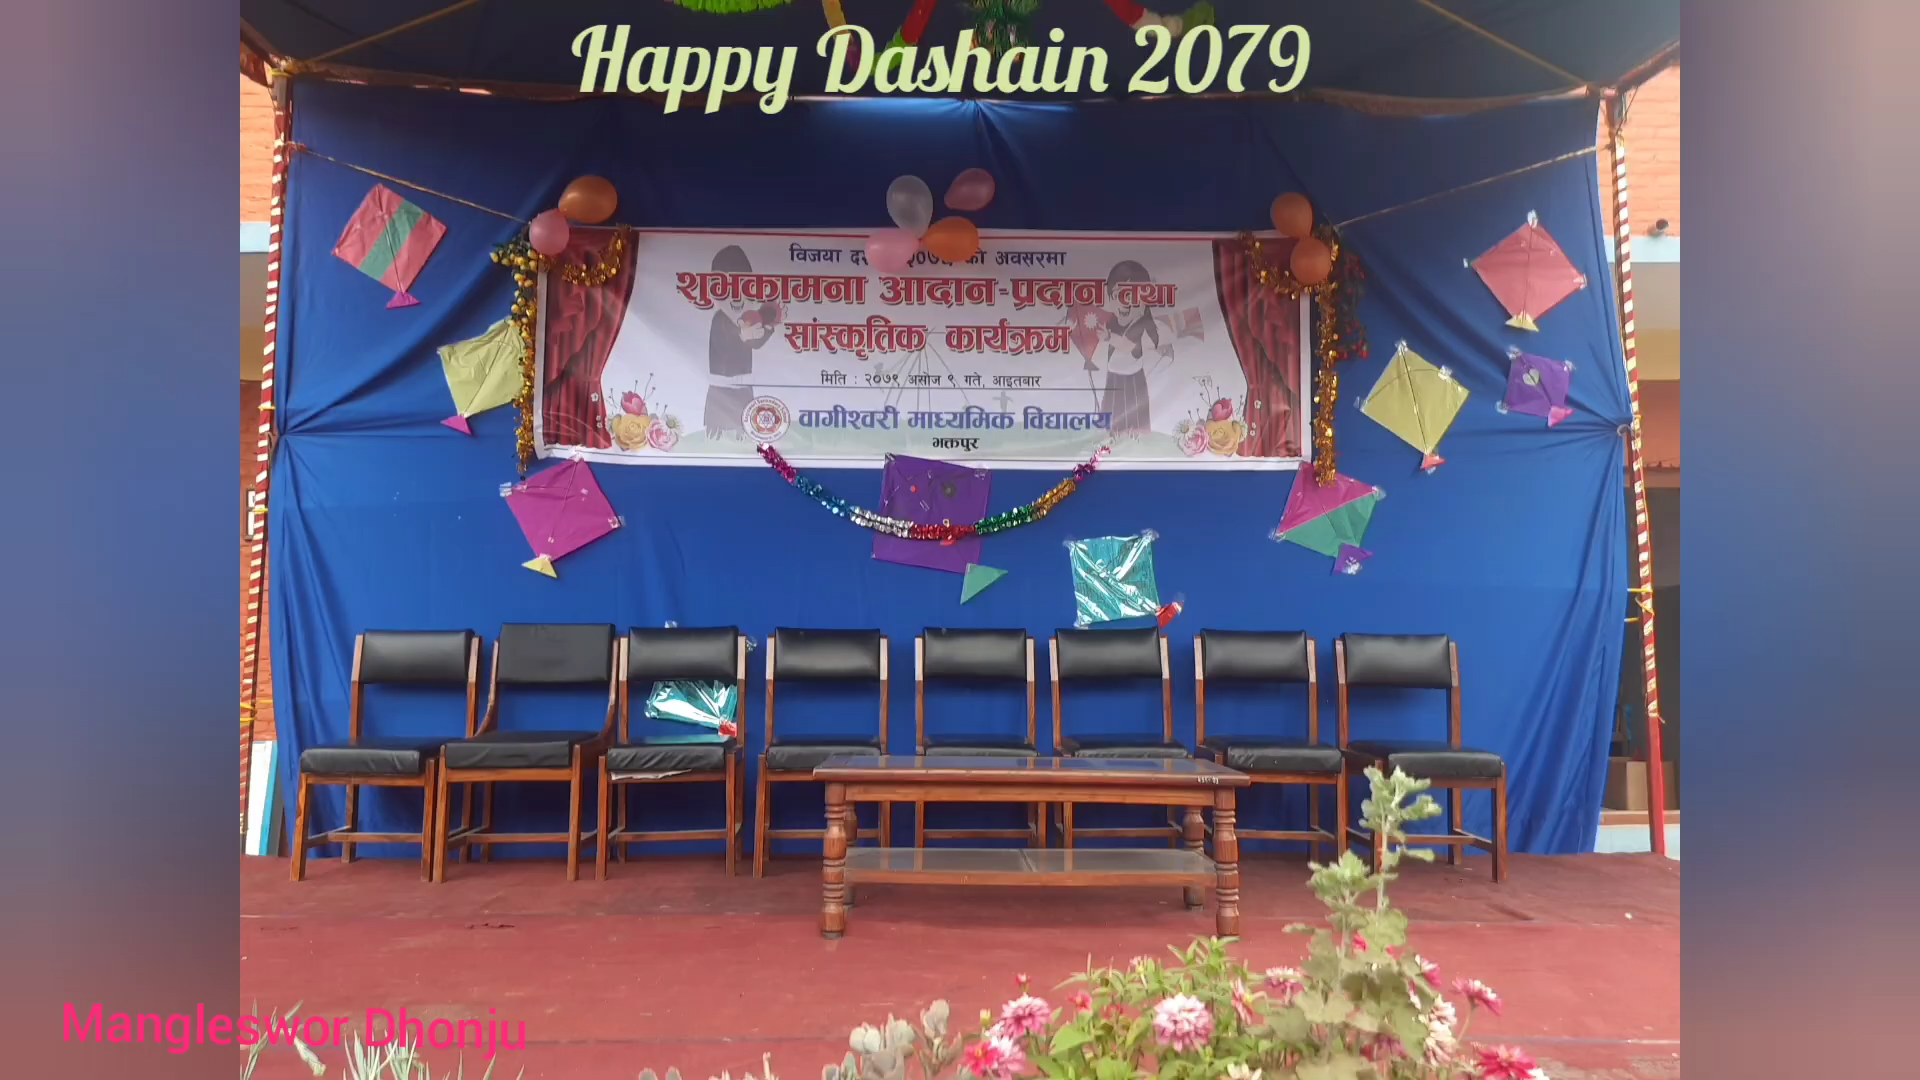 Happy Dashain 2079
विजया को अवसरमा
शुभकामना आदान-प्रदान तथा
सांस्कृतिक कार्यक्रम
मिति : २०७९ असोज ९ गते, आइतबार
वागीश्वरी माध्यमिक विद्यालय
भक्तपुर
Mangleswor Dhonju